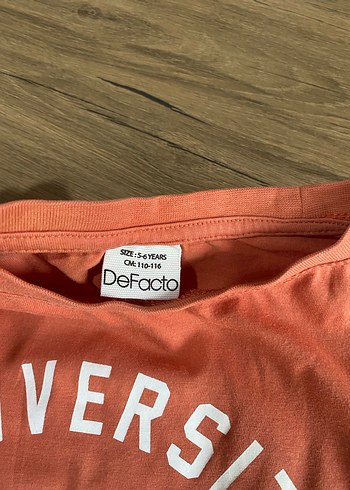 SIZE : 5-6 YEARS
CM: 110-116
DeFacto
IVERSI